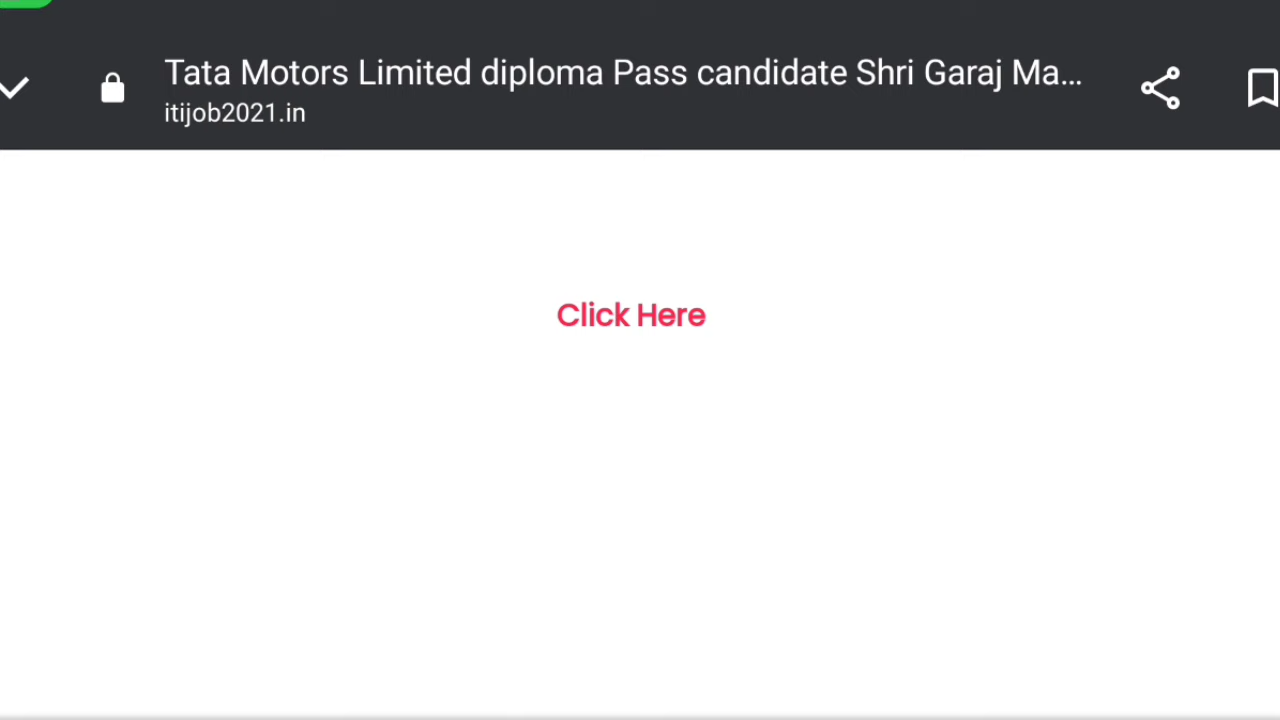 Tata Motors Limited diploma Pass candidate Shri Garaj Ma...
itijob2021.in
Click Here